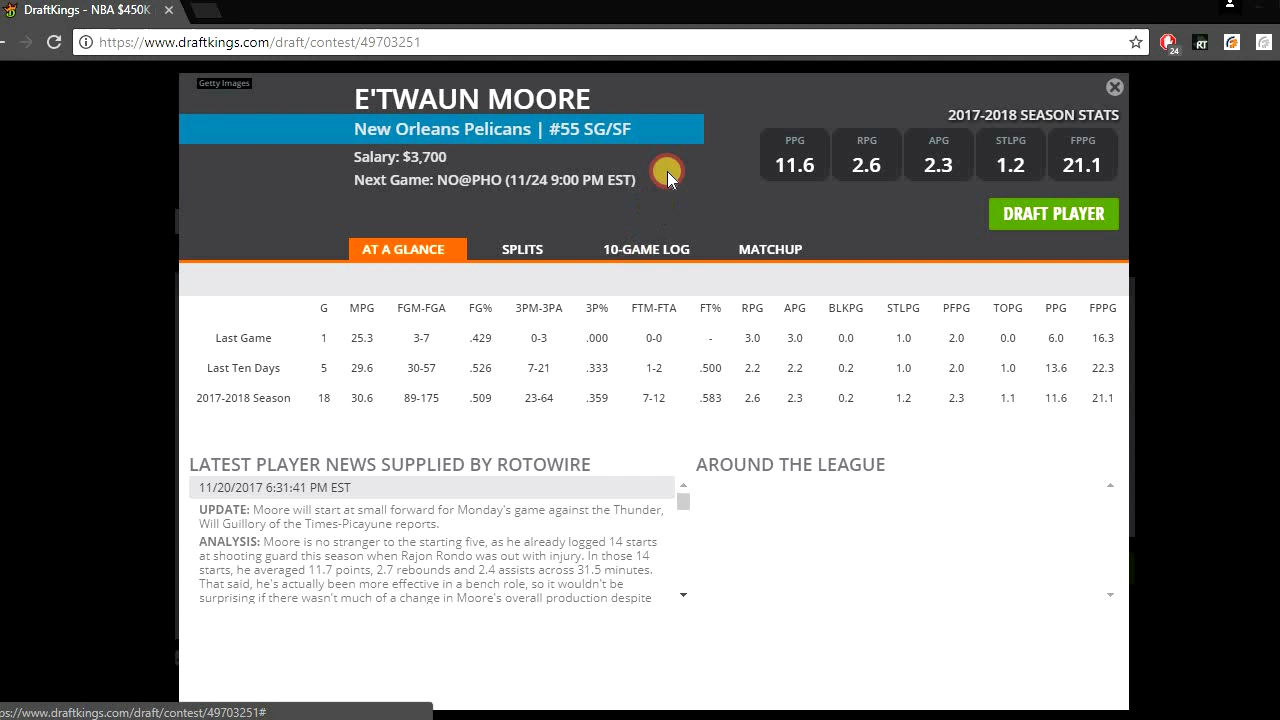 DraftKings - NBA $450K
https://www.draftkings.com/draft/contest/49703251
24
RT
Getty Images
E'TWAUN MOORE
New Orleans Pelicans | #55 SG/SF
Salary: $3,700
Next Game: NO@PHO (11/24 9:00 PM EST)
2017-2018 SEASON STATS
PPG RPG APG STLPG FPPG
11.6 2.6 2.3 1.2 21.1
DRAFT PLAYER
AT A GLANCE SPLITS 10-GAME LOG MATCHUP
G MPG FGM-FGA FG% 3PM-3PA 3P% FTM-FTA FT% RPG APG BLKPG STLPG PFPG TOPG PPG FPPG
Last Game 1 25.3 3-7 .429 0-3 .000 0-0 - 3.0 3.0 0.0 1.0 2.0 0.0 6.0 16.3
Last Ten Days 5 29.6 30-57 .526 7-21 .333 1-2 .500 2.2 2.2 0.2 1.0 2.0 1.0 13.6 22.3
2017-2018 Season 18 30.6 89-175 .509 23-64 .359 7-12 .583 2.6 2.3 0.2 1.2 2.3 1.1 11.6 21.1
LATEST PLAYER NEWS SUPPLIED BY ROTOWIRE
11/20/2017 6:31:41 PM EST
UPDATE: Moore will start at small forward for Monday's game against the Thunder,
Will Guillory of the Times-Picayune reports.
ANALYSIS: Moore is no stranger to the starting five, as he already logged 14 starts
at shooting guard this season when Rajon Rondo was out with injury. In those 14
starts, he averaged 11.7 points, 2.7 rebounds and 2.4 assists across 31.5 minutes.
That said, he's actually been more effective in a bench role, so it wouldn't be
surprising if there wasn't much of a change in Moore's overall production despite
AROUND THE LEAGUE
ps://www.draftkings.com/draft/contest/49703251#